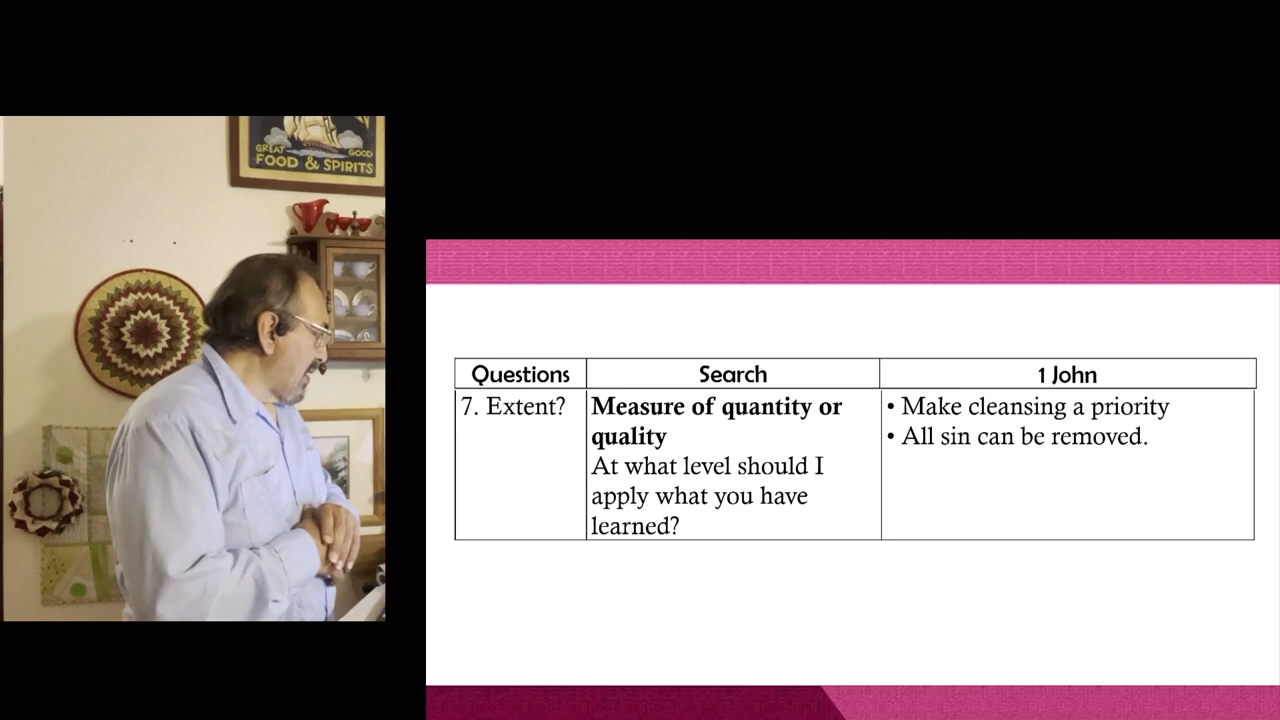 GREAT GOOD
FOOD & SPIRITS
Questions Search 1 John
7. Extent? Measure of quantity or • Make cleansing a priority
quality • All sin can be removed.
At what level should I
apply what you have
learned?